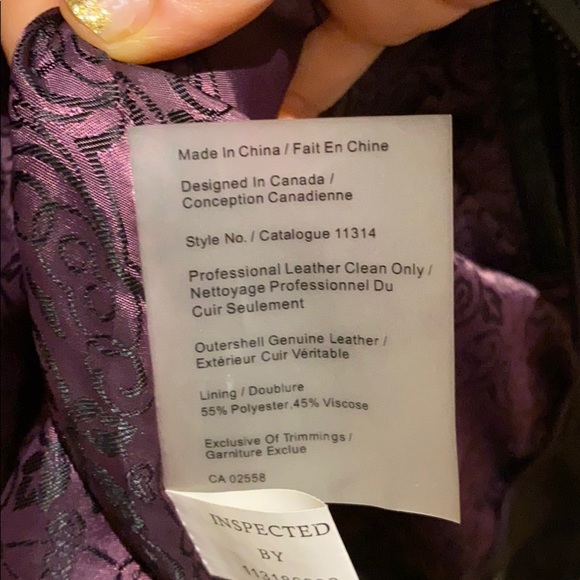 Made In China / Fait En Chine
Designed In Canada /
Conception Canadienne
Style No. / Catalogue 11314
Professional Leather Clean Only /
Nettoyage Professionnel Du
Cuir Seulement
Outershell Genuine Leather /
Extérieur Cuir Véritable
Lining / Doublure
55% Polyester,45% Viscose
Exclusive Of Trimmings /
Garniture Exclue
CA 02558
INSPECTED
BY